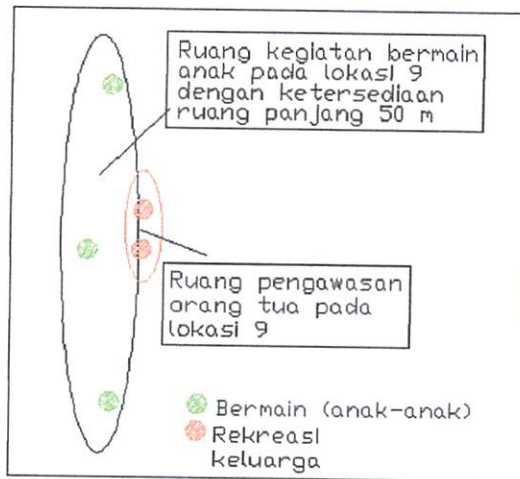 Ruang kegiatan bermain
anak pada lokasi 9
dengan ketersediaan
ruang panjang 50 m
Ruang pengawasan
orang tua pada
lokasi 9
Bermain (anak-anak)
Rekreasi
keluarga